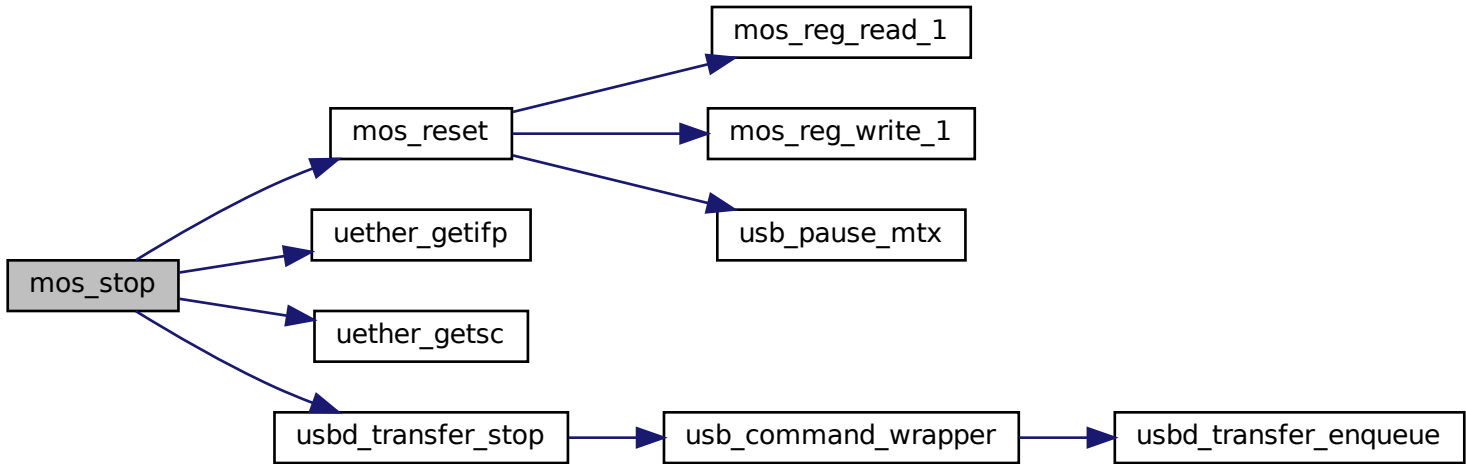 mos_reg_read_1
mos_reset
mos_reg_write_1
uether_getifp
usb_pause_mtx
mos_stop
uether_getsc
usbd_transfer_stop
usb_command_wrapper
usbd_transfer_enqueue